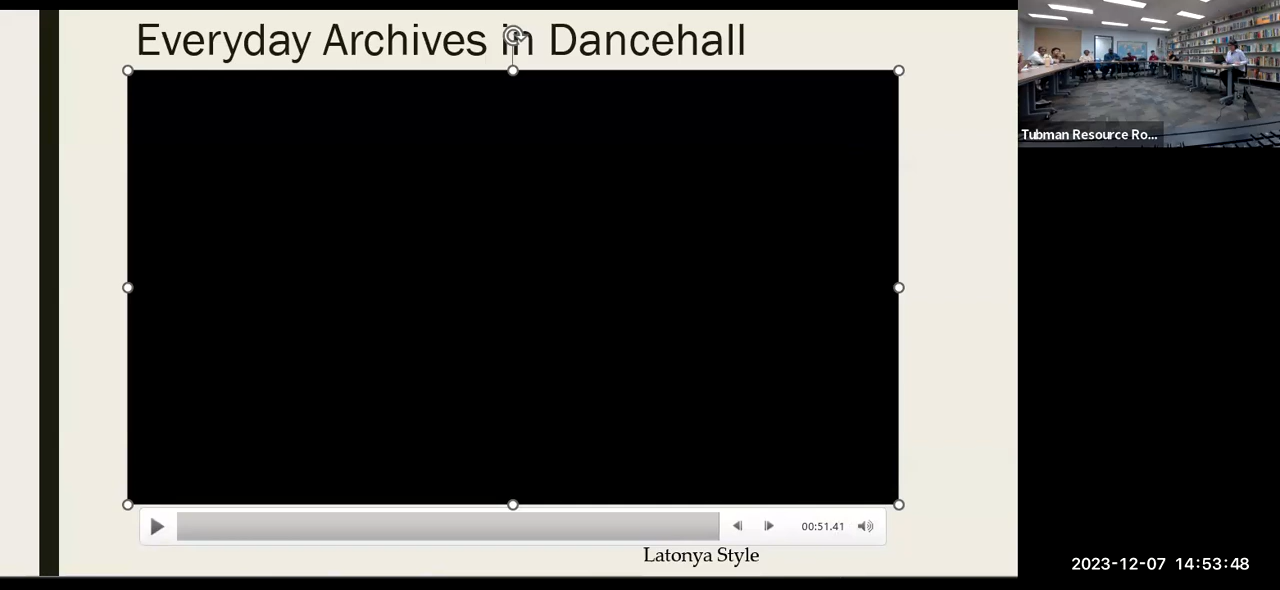 Everyday Archives in Dancehall
Tubman Resource Ro...
00:51.41
Latonya Style
2023-12-07 14:53:48